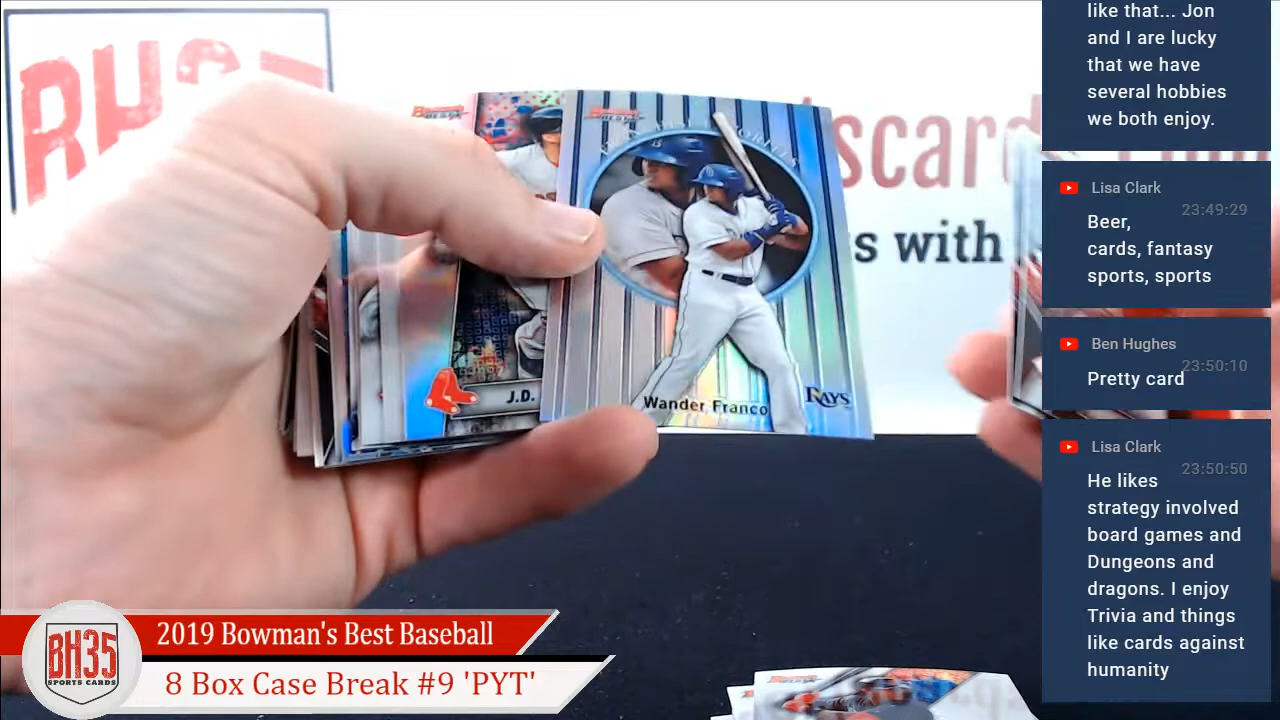 like that... Jon
and I are lucky
that we have
several hobbies
we both enjoy.
Lisa Clark
23:49:29
Beer,
cards, fantasy
sports, sports
Ben Hughes
23:50:10
Pretty card
Lisa Clark
23:50:50
He likes
strategy involved
board games and
Dungeons and
dragons. I enjoy
Trivia and things
like cards against
humanity
s with
J.D.
Wander Franco
RAYS
BH35
SPORTS CARDS
2019 Bowman's Best Baseball
8 Box Case Break #9 'PYT'